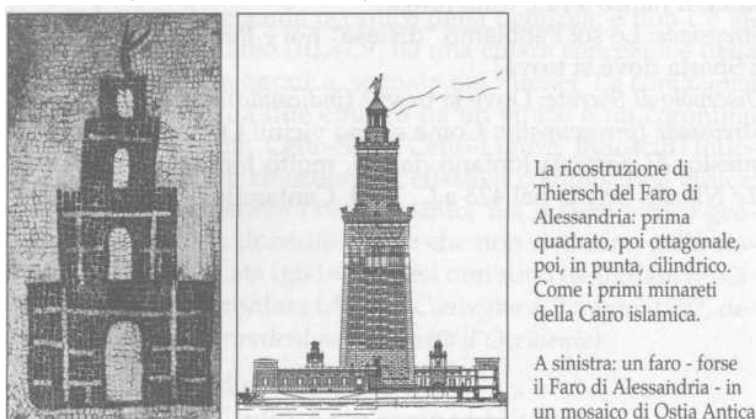 La ricostruzione di
Thiersch del Faro di
Alessandria: prima
quadrato, poi ottagonale,
poi, in punta, cilindrico.
Come i primi minareti
della Cairo islamica.
A sinistra: un faro - forse
il Faro di Alessandria - in
un mosaico di Ostia Antica